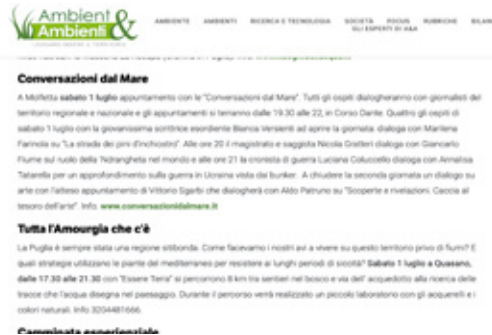 Ambient & Ambienti
AMBIENTE AMBIENTI RICERCA E TECNOLOGIA SOCIETÀ FOCUS RUBRICHE BILAN
GLI ESPERTI DI A&A
Conversazioni dal Mare
A Molfetta sabato 1 luglio appuntamento con le "Conversazioni dal Mare". Tutti gli ospiti dialogheranno con giornalisti del
territorio regionale e nazionale e gli appuntamenti si terranno dalle 19.30 alle 22, in Corso Dante. Quattro gli ospiti di
sabato 1 luglio con la giovanissima scrittrice esordiente Bianca Versienti ad aprire la giornata: dialoga con Marilena
Farinola su "La strada dei pini d'inchiostro". Alle ore 20 il magistrato e saggista Nicola Gratteri dialoga con Giancarlo
Fiume sul ruolo della 'Ndrangheta nel mondo e alle ore 21 la cronista di guerra Luciana Coluccello dialoga con Annalisa
Tatarella per un approfondimento sulla guerra in Ucraina vista dai bunker. A chiudere la seconda giornata un dialogo su
arte con l'atteso appuntamento di Vittorio Sgarbi che dialogherà con Aldo Patruno su "Scoperte e rivelazioni. Caccia al
tesoro dell'arte". Info. www.conversazionidalmare.it
Tutta l'Amourgia che c'è
La Puglia è sempre stata una regione sitibonda. Come facevamo i nostri avi a vivere su questo territorio privo di fiumi? E
quali strategie utilizzano le piante del mediterraneo per resistere ai lunghi periodi di siccità? Sabato 1 luglio a Quasano,
dalle 17.30 alle 21.30 con "Essere Terra" si percorrono 8 km tra sentieri nel bosco e via dell' acquedotto alla ricerca delle
tracce che l'acqua disegna nel paesaggio. Durante il percorso verrà realizzato un piccolo laboratorio con gli acquerelli e i
colori naturali. Info 3204481666
Camminata esperienziale